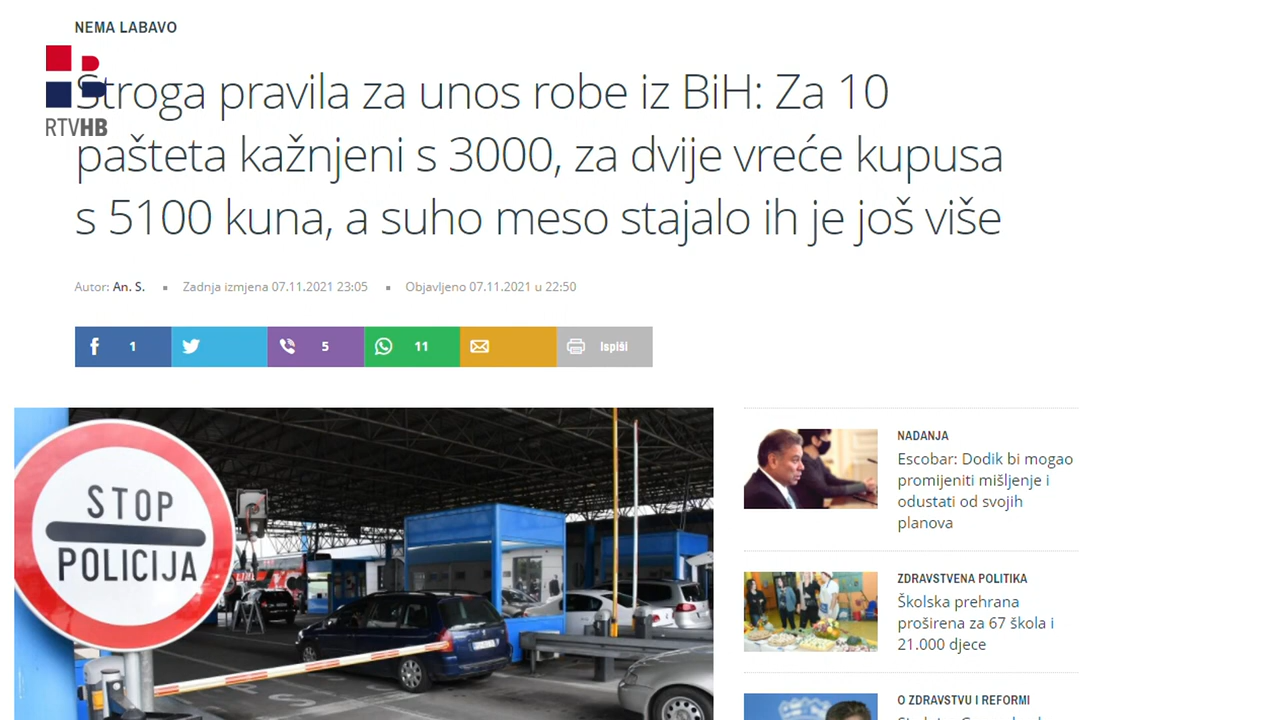 NEMA LABAVO
RTVHB
Stroga pravila za unos robe iz BiH: Za 10
pašteta kažnjeni s 3000, za dvije vreće kupusa
s 5100 kuna, a suho meso stajalo ih je još više
Autor: An. S. ▪ Zadnja izmjena 07.11.2021 23:05 ▪ Objavljeno 07.11.2021 u 22:50
1 5 11 Ispiši
STOP
POLICIJA
NADANJA
Escobar: Dodik bi mogao
promijeniti mišljenje i
odustati od svojih
planova
ZDRAVSTVENA POLITIKA
Školska prehrana
proširena za 67 škola i
21.000 djece
O ZDRAVSTVU I REFORMI